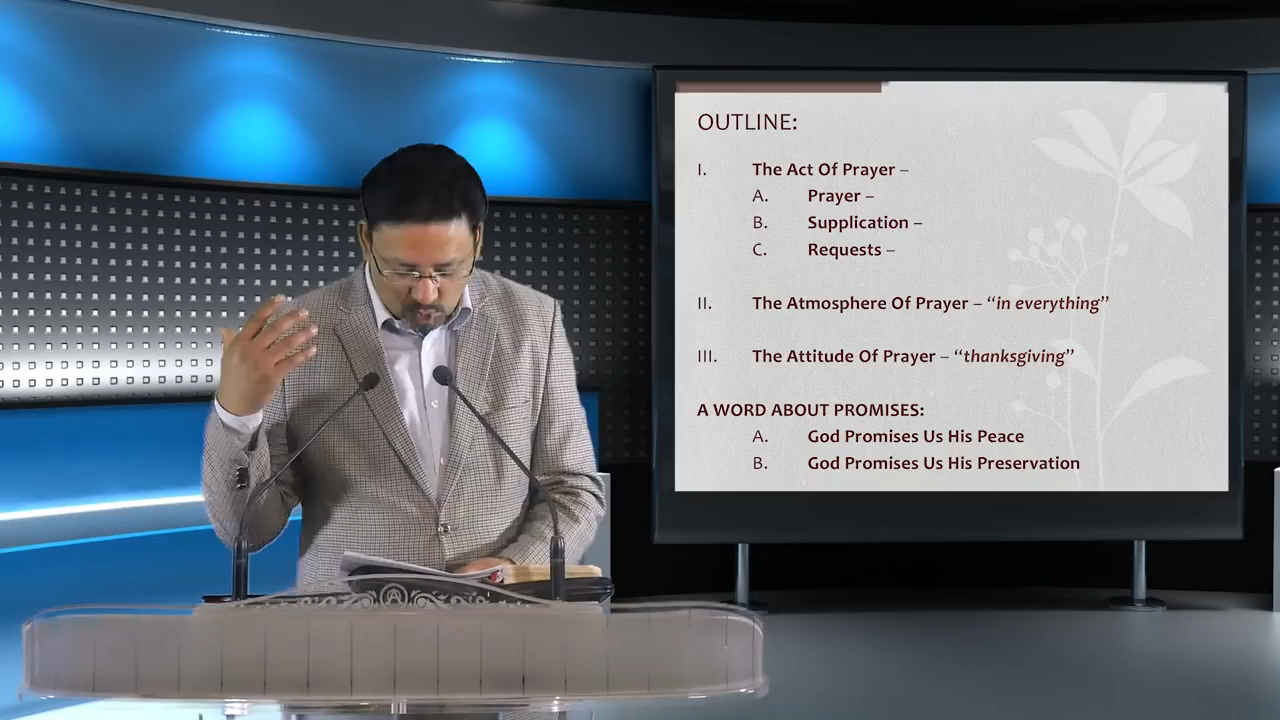 OUTLINE:
I. The Act Of Prayer –
A. Prayer –
B. Supplication –
C. Requests –
II. The Atmosphere Of Prayer – “in everything”
III. The Attitude Of Prayer – “thanksgiving”
A WORD ABOUT PROMISES:
A. God Promises Us His Peace
B. God Promises Us His Preservation